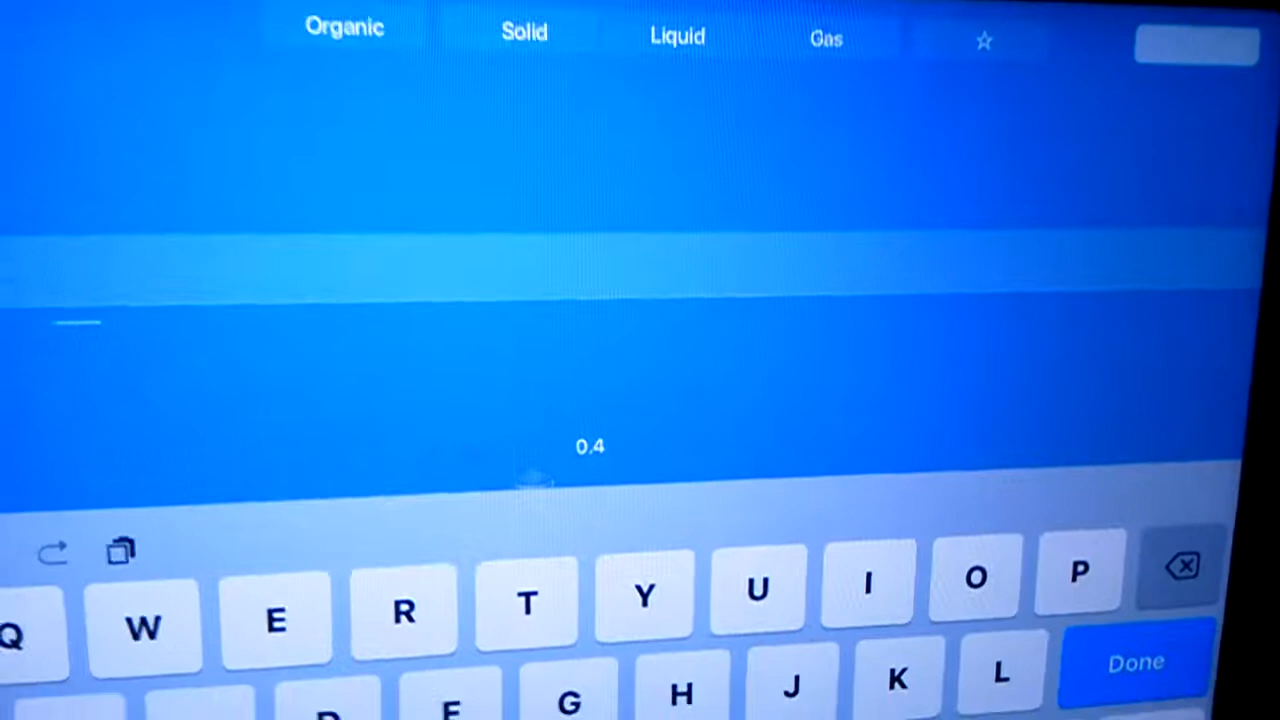 Organic Solid Liquid Gas ☆
0.4
Q W E R T Y U I O P
D F G H J K L Done